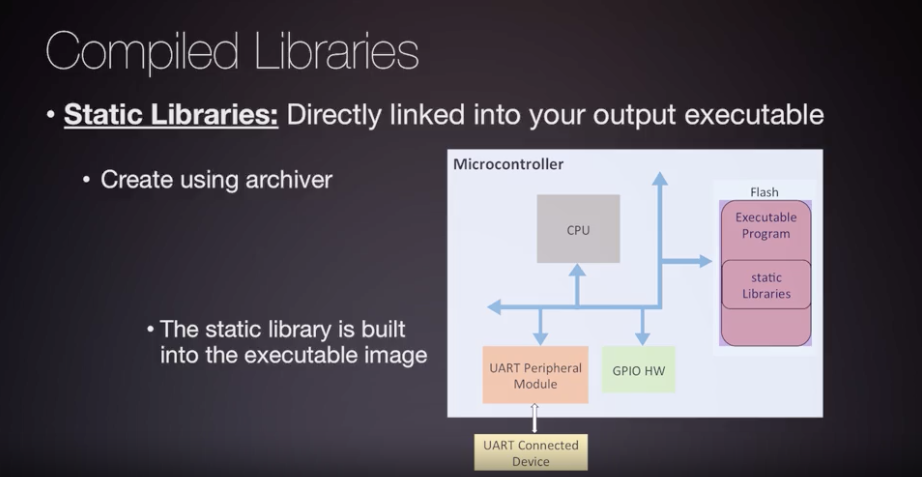 Compiled Libraries
• Static Libraries: Directly linked into your output executable
• Create using archiver
• The static library is built
into the executable image
Microcontroller
CPU
Flash
Executable
Program
static
Libraries
UART Peripheral
Module
GPIO HW
UART Connected
Device